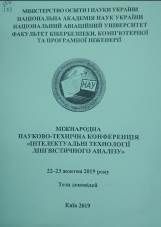 МІНІСТЕРСТВО ОСВІТИ І НАУКИ УКРАЇНИ
НАЦІОНАЛЬНА АКАДЕМІЯ НАУК УКРАЇНИ
НАЦІОНАЛЬНИЙ АВІАЦІЙНИЙ УНІВЕРСИТЕТ
ФАКУЛЬТЕТ КІБЕРБЕЗПЕКИ, КОМП'ЮТЕРНОЇ
ТА ПРОГРАМНОЇ ІНЖЕНЕРІЇ
МІЖНАРОДНА
НАУКОВО-ТЕХНІЧНА КОНФЕРЕНЦІЯ
«ІНТЕЛЕКТУАЛЬНІ ТЕХНОЛОГІЇ
ЛІНГВІСТИЧНОГО АНАЛІЗУ»
22–23 жовтня 2019 року
Тези доповідей
Київ 2019